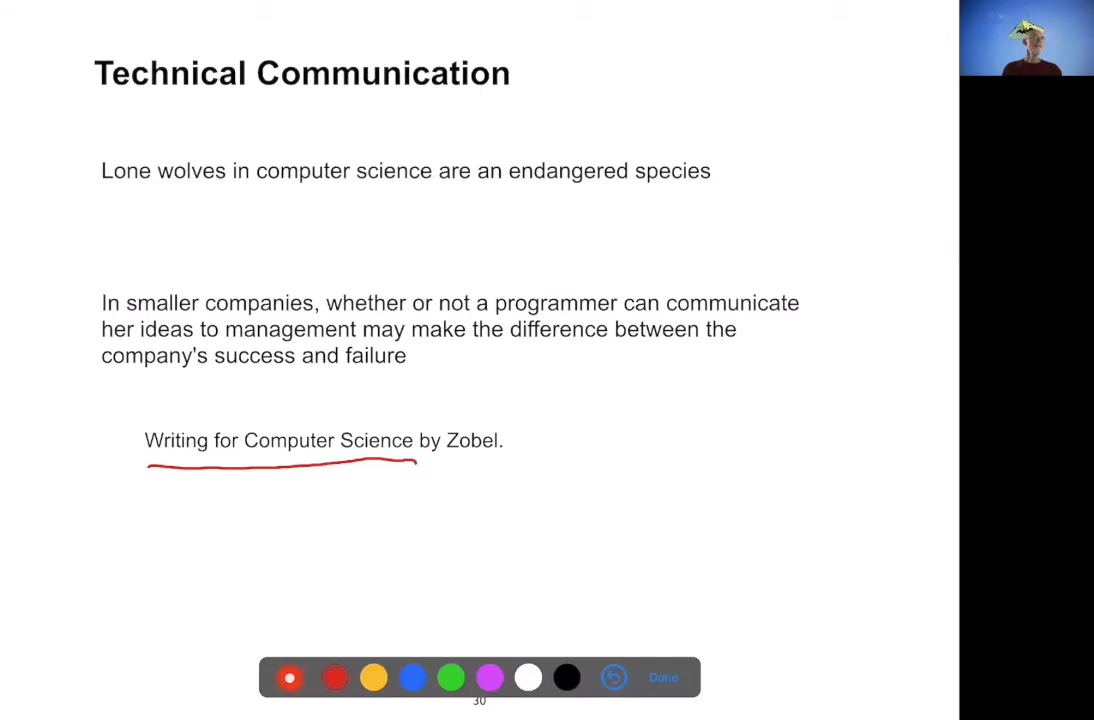 Technical Communication
Lone wolves in computer science are an endangered species
In smaller companies, whether or not a programmer can communicate
her ideas to management may make the difference between the
company's success and failure
Writing for Computer Science by Zobel.
Done
30